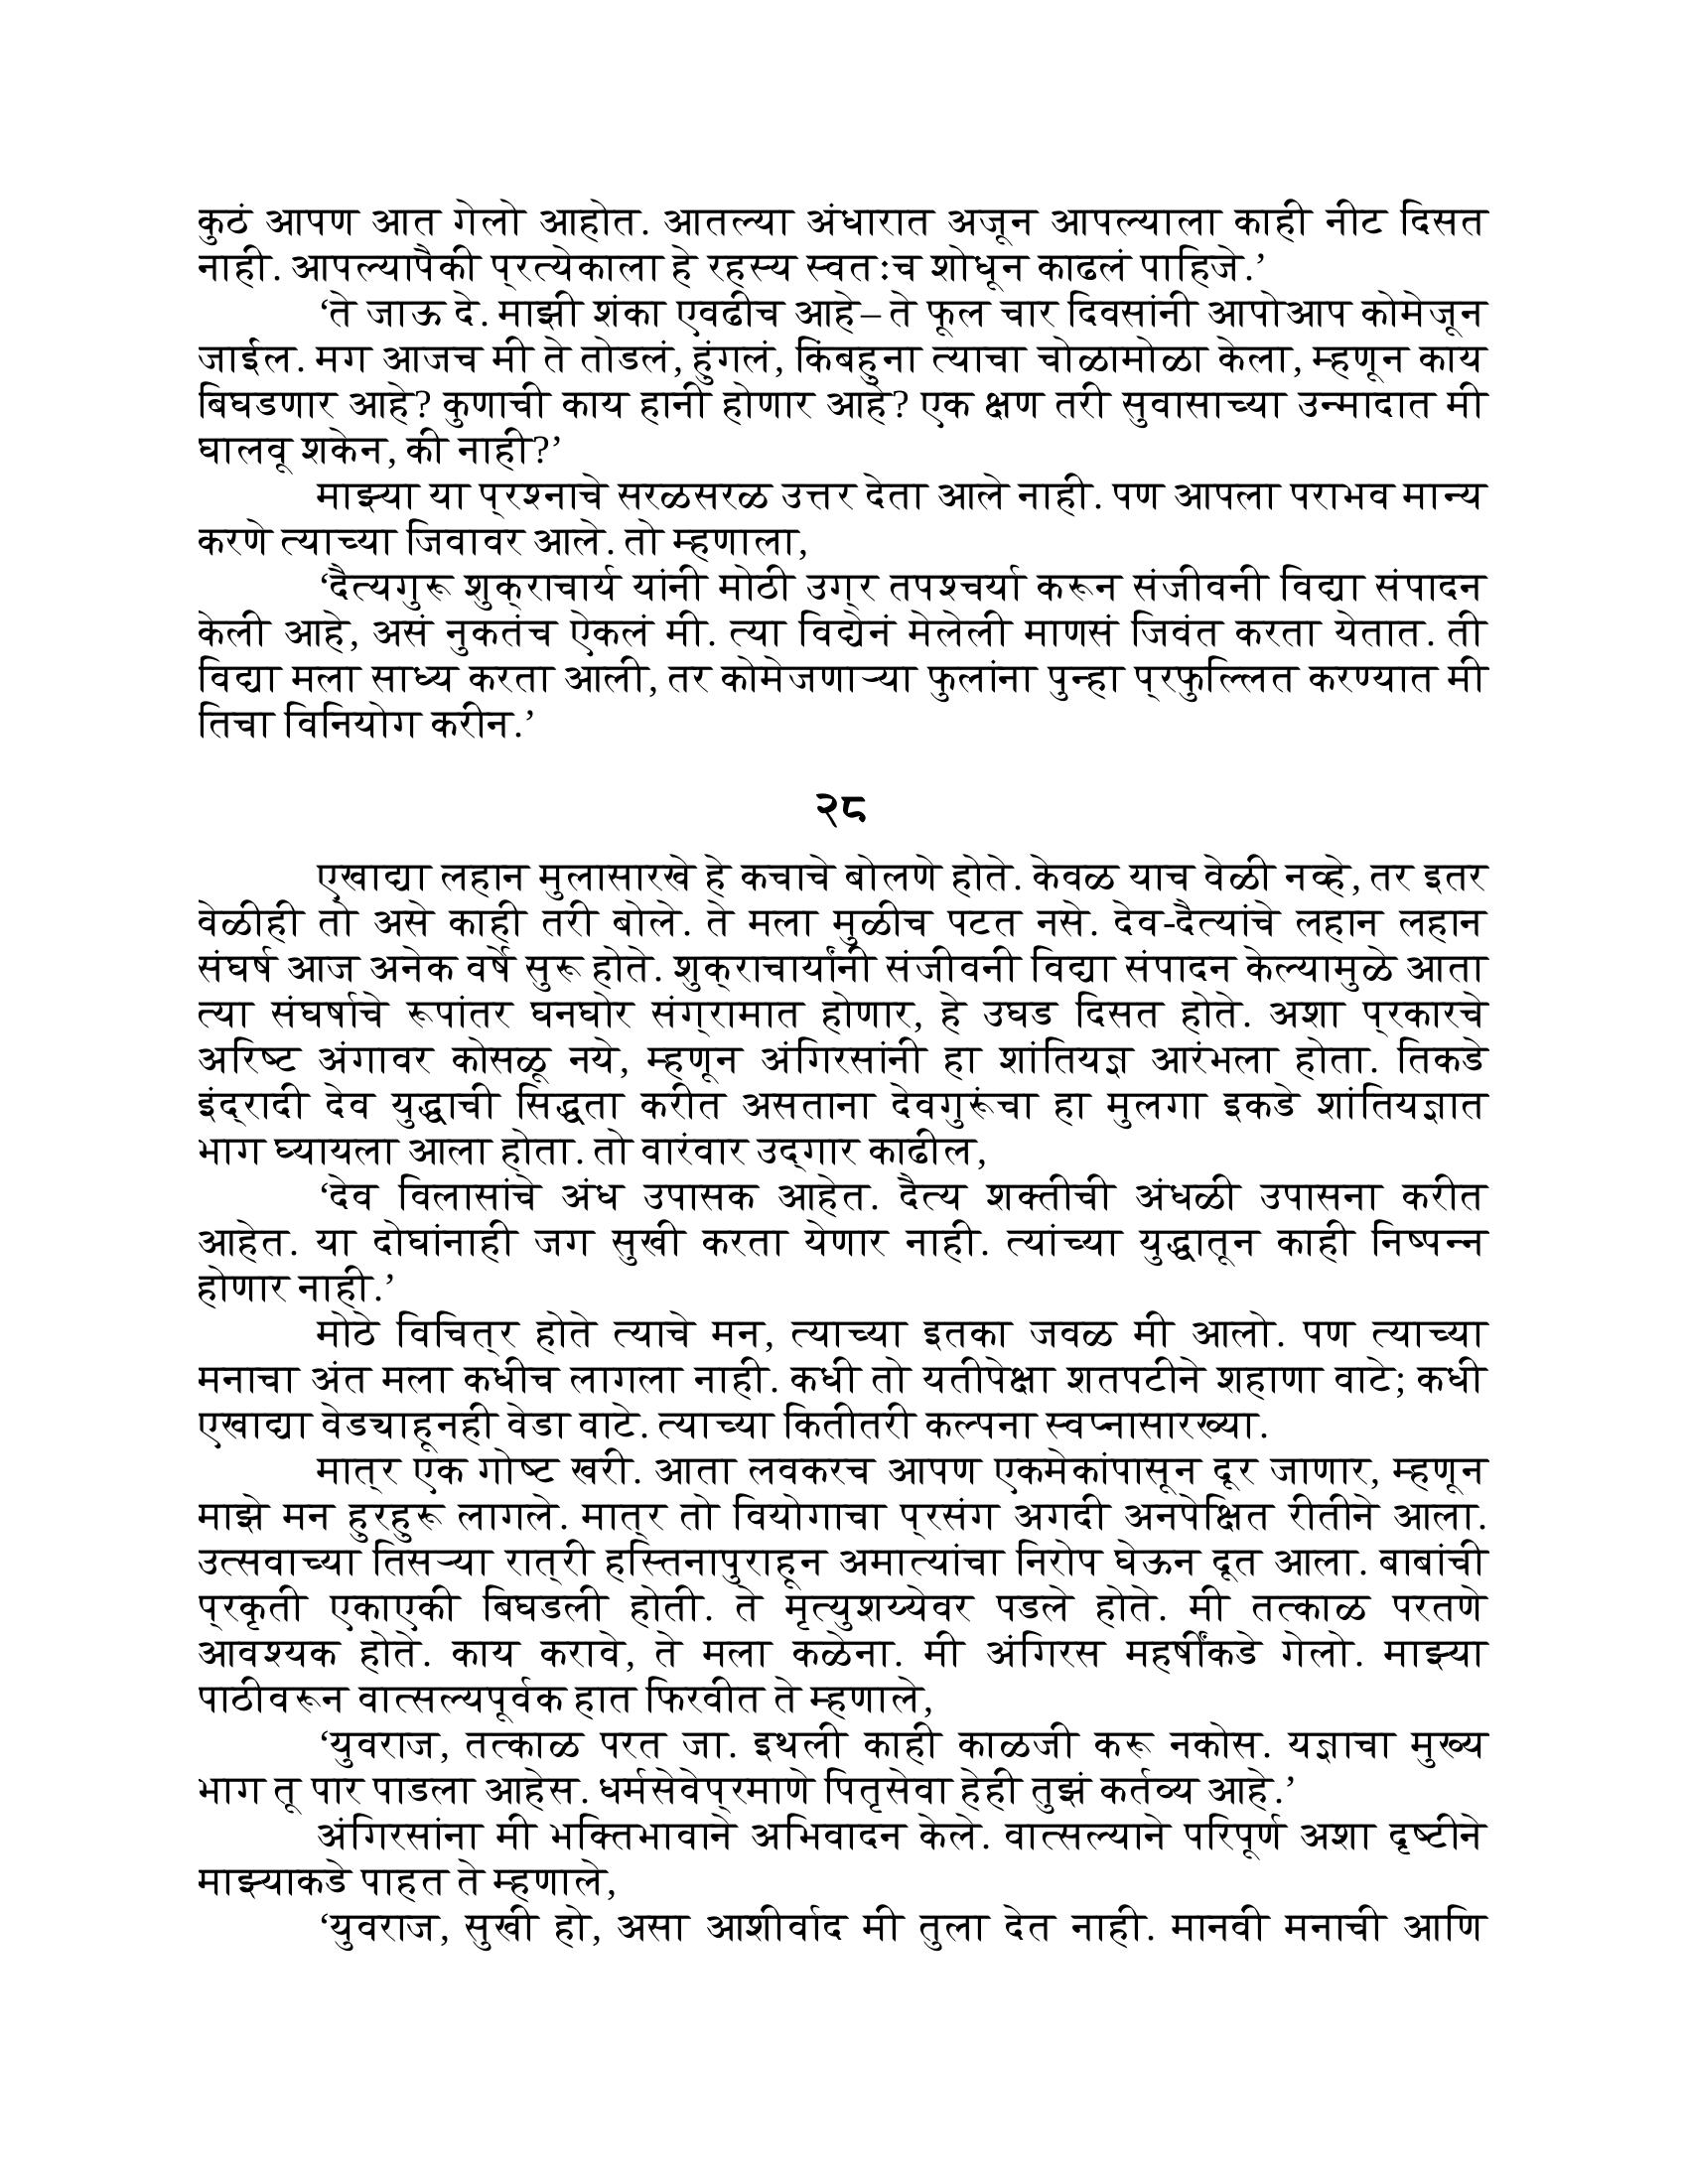 कुठं आपण आत गेलो आहोत. आतल्या अंधारात अजून आपल्याला काही नीट दिसत
नाही. आपल्यापैकी प्रत्येकाला हे रहस्य स्वतःच शोधून काढलं पाहिजे.’
‘ते जाऊ दे. माझी शंका एवढीच आहे– ते फूल चार दिवसांनी आपोआप कोमेजून
जाईल. मग आजच मी ते तोडलं, हुंगलं, किंबहुना त्याचा चोळामोळा केला, म्हणून काय
बिघडणार आहे? कुणाची काय हानी होणार आहे? एक क्षण तरी सुवासाच्या उन्मादात मी
घालवू शकेन, की नाही?’
माझ्या या प्रश्नाचे सरळसरळ उत्तर देता आले नाही. पण आपला पराभव मान्य
करणे त्याच्या जिवावर आले. तो म्हणाला,
‘दैत्यगुरू शुक्राचार्य यांनी मोठी उग्र तपश्चर्या करून संजीवनी विद्या संपादन
केली आहे, असं नुकतंच ऐकलं मी. त्या विद्येनं मेलेली माणसं जिवंत करता येतात. ती
विद्या मला साध्य करता आली, तर कोमेजणाऱ्या फुलांना पुन्हा प्रफुल्लित करण्यात मी
तिचा विनियोग करीन.’
२८
एखाद्या लहान मुलासारखे हे कचाचे बोलणे होते. केवळ याच वेळी नव्हे, तर इतर
वेळीही तो असे काही तरी बोले. ते मला मुळीच पटत नसे. देव-दैत्यांचे लहान लहान
संघर्ष आज अनेक वर्षे सुरू होते. शुक्राचार्यांनी संजीवनी विद्या संपादन केल्यामुळे आता
त्या संघर्षाचे रूपांतर घनघोर संग्रामात होणार, हे उघड दिसत होते. अशा प्रकारचे
अरिष्ट अंगावर कोसळू नये, म्हणून अंगिरसांनी हा शांतियज्ञ आरंभला होता. तिकडे
इंद्रादी देव युद्धाची सिद्धता करीत असताना देवगुरूंचा हा मुलगा इकडे शांतियज्ञात
भाग घ्यायला आला होता. तो वारंवार उद्‌गार काढील,
‘देव विलासांचे अंध उपासक आहेत. दैत्य शक्तीची अंधळी उपासना करीत
आहेत. या दोघांनाही जग सुखी करता येणार नाही. त्यांच्या युद्धातून काही निष्पन्न
होणार नाही.’
मोठे विचित्र होते त्याचे मन, त्याच्या इतका जवळ मी आलो. पण त्याच्या
मनाचा अंत मला कधीच लागला नाही. कधी तो यतीपेक्षा शतपटीने शहाणा वाटे; कधी
एखाद्या वेड्याहूनही वेडा वाटे. त्याच्या कितीतरी कल्पना स्वप्नासारख्या.
मात्र एक गोष्ट खरी. आता लवकरच आपण एकमेकांपासून दूर जाणार, म्हणून
माझे मन हुरहुरू लागले. मात्र तो वियोगाचा प्रसंग अगदी अनपेक्षित रीतीने आला.
उत्सवाच्या तिसऱ्या रात्री हस्तिनापुराहून अमात्यांचा निरोप घेऊन दूत आला. बाबांची
प्रकृती एकाएकी बिघडली होती. ते मृत्युशय्येवर पडले होते. मी तत्काळ परतणे
आवश्यक होते. काय करावे, ते मला कळेना. मी अंगिरस महर्षींकडे गेलो. माझ्या
पाठीवरून वात्सल्यपूर्वक हात फिरवीत ते म्हणाले,
‘युवराज, तत्काळ परत जा. इथली काही काळजी करू नकोस. यज्ञाचा मुख्य
भाग तू पार पाडला आहेस. धर्मसेवेप्रमाणे पितृसेवा हेही तुझं कर्तव्य आहे.’
अंगिरसांना मी भक्तिभावाने अभिवादन केले. वात्सल्याने परिपूर्ण अशा दृष्टीने
माझ्याकडे पाहत ते म्हणाले,
‘युवराज, सुखी हो, असा आशीर्वाद मी तुला देत नाही. मानवी मनाची आणि